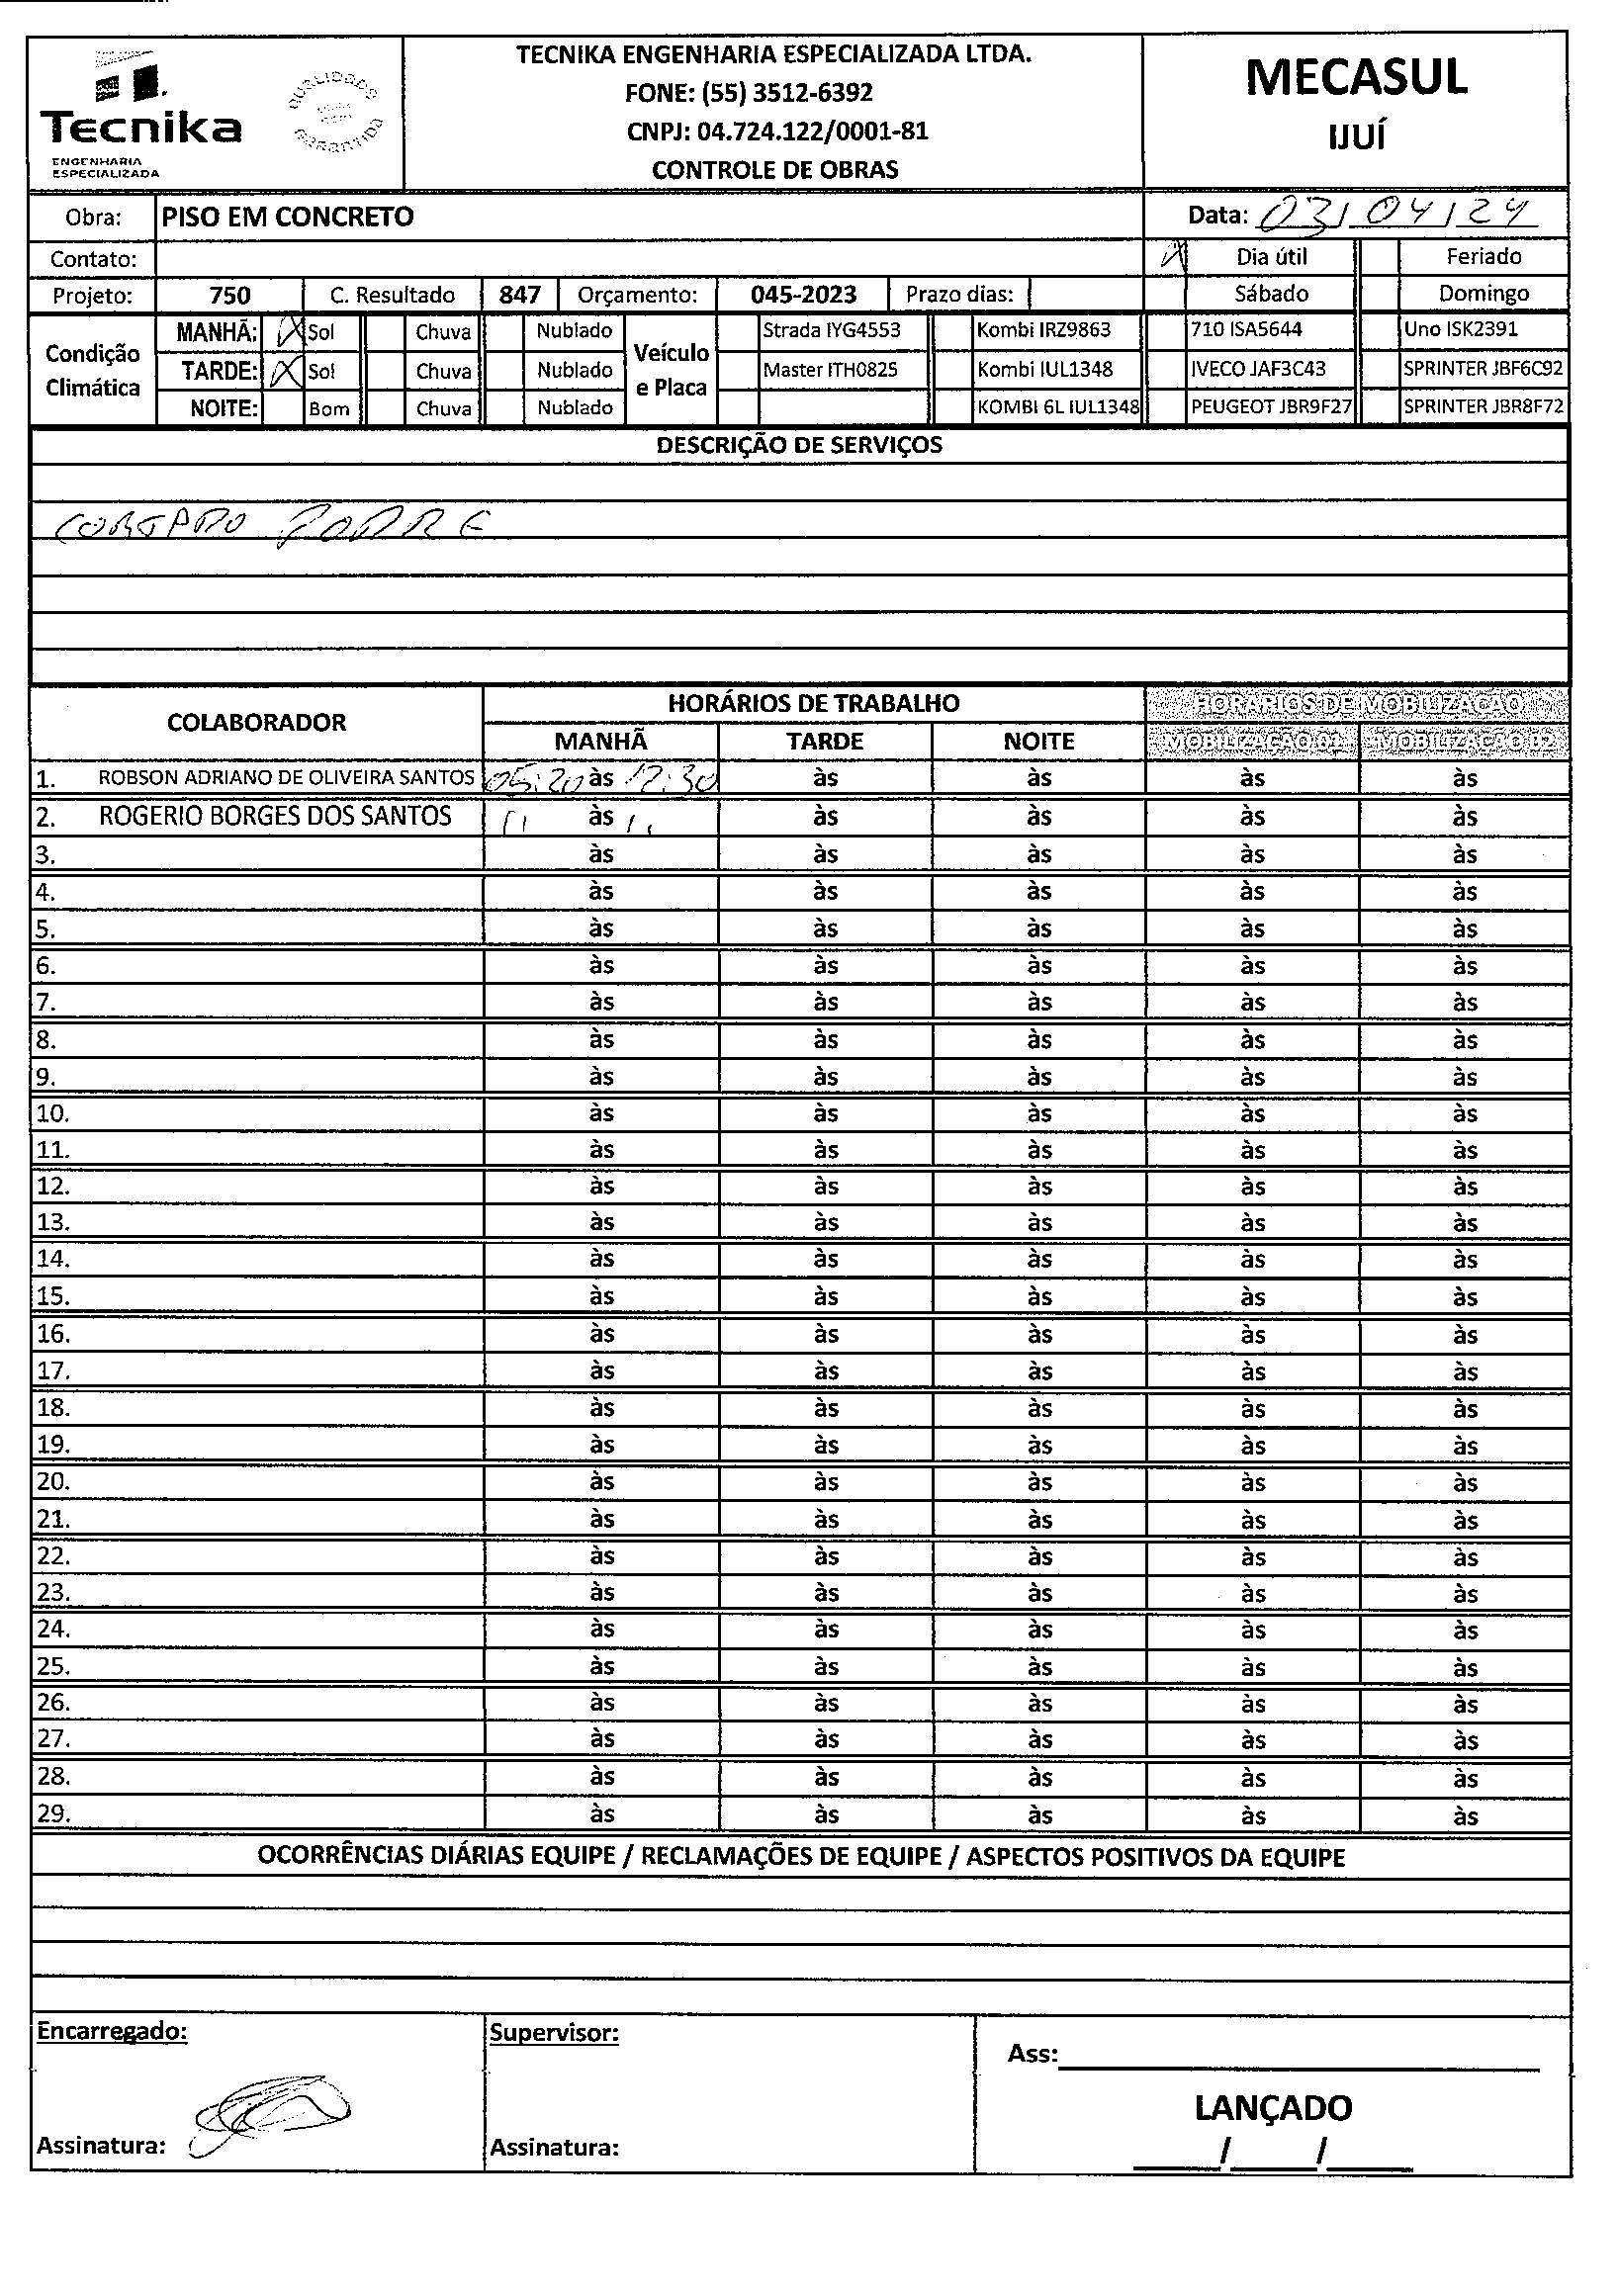 Tecnika
ENGENHARIA
ESPECIALIZADA
QUALIDADE
GARANTIDA
TECNIKA ENGENHARIA ESPECIALIZADA LTDA.
FONE: (55) 3512-6392
CNPJ: 04.724.122/0001-81
CONTROLE DE OBRAS
MECASUL
IJUÍ
Obra: PISO EM CONCRETO Data: 03/04/24
Contato: X Dia útil Feriado
Projeto: 750 C. Resultado 847 Orçamento: 045-2023 Prazo dias: Sábado Domingo
Condição Climática
MANHÃ: X Sol Chuva Nublado
TARDE: X Sol Chuva Nublado
NOITE: Bom Chuva Nublado
Veículo e Placa
Strada IYG4553 Kombi IRZ9863 710 ISA5644 Uno ISK2391
Master ITH0825 Kombi IUL1348 IVECO JAF3C43 SPRINTER JBF6C92
KOMBI 6L IUL1348 PEUGEOT JBR9F27 SPRINTER JBR8F72
DESCRIÇÃO DE SERVIÇOS
COLABORADOR HORÁRIOS DE TRABALHO HORÁRIOS DE MOBILIZAÇÃO
MANHÃ TARDE NOITE MOBILIZAÇÃO 01 MOBILIZAÇÃO 02
1. ROBSON ADRIANO DE OLIVEIRA SANTOS 05:20 às 12:30 às às às às
2. ROGERIO BORGES DOS SANTOS 11 às 11 às às às às
3. às às às às às
4. às às às às às
5. às às às às às
6. às às às às às
7. às às às às às
8. às às às às às
9. às às às às às
10. às às às às às
11. às às às às às
12. às às às às às
13. às às às às às
14. às às às às às
15. às às às às às
16. às às às às às
17. às às às às às
18. às às às às às
19. às às às às às
20. às às às às às
21. às às às às às
22. às às às às às
23. às às às às às
24. às às às às às
25. às às às às às
26. às às às às às
27. às às às às às
28. às às às às às
29. às às às às às
OCORRÊNCIAS DIÁRIAS EQUIPE / RECLAMAÇÕES DE EQUIPE / ASPECTOS POSITIVOS DA EQUIPE
Encarregado: Supervisor:
Ass:
LANÇADO
Assinatura: Assinatura: / /